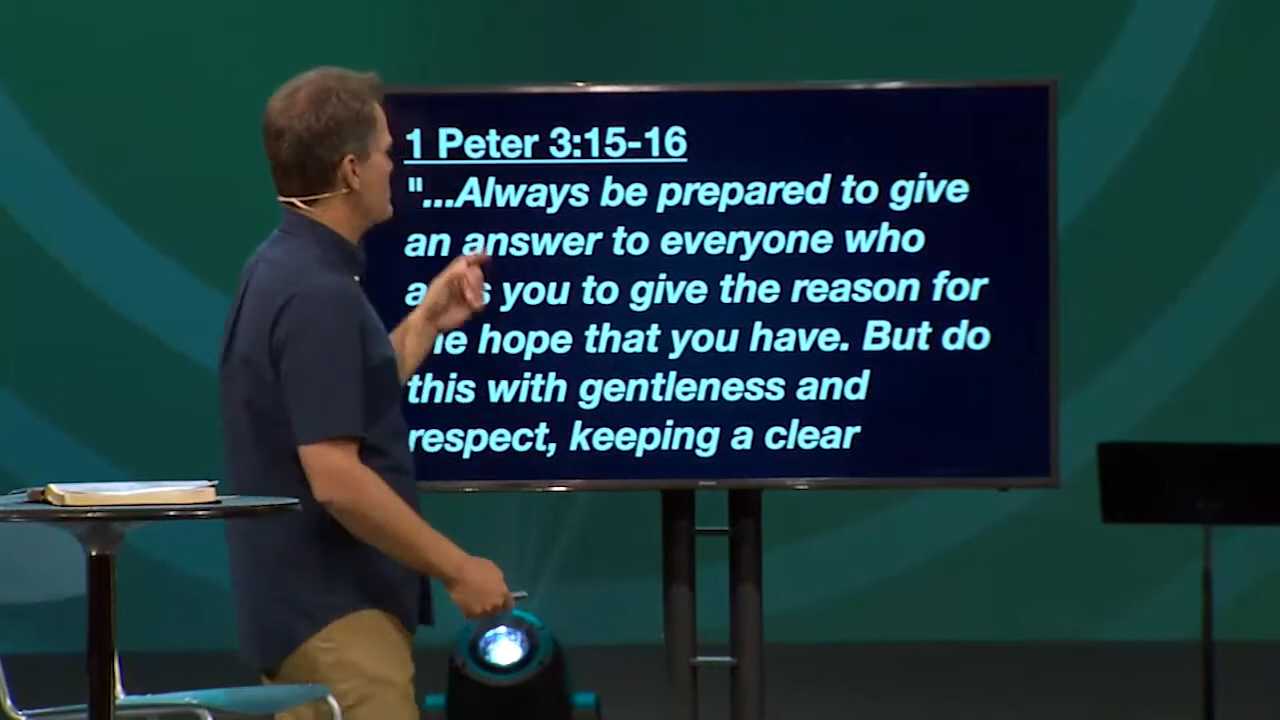 1 Peter 3:15-16
"...Always be prepared to give
an answer to everyone who
you to give the reason for
hope that you have. But do
this with gentleness and
respect, keeping a clear